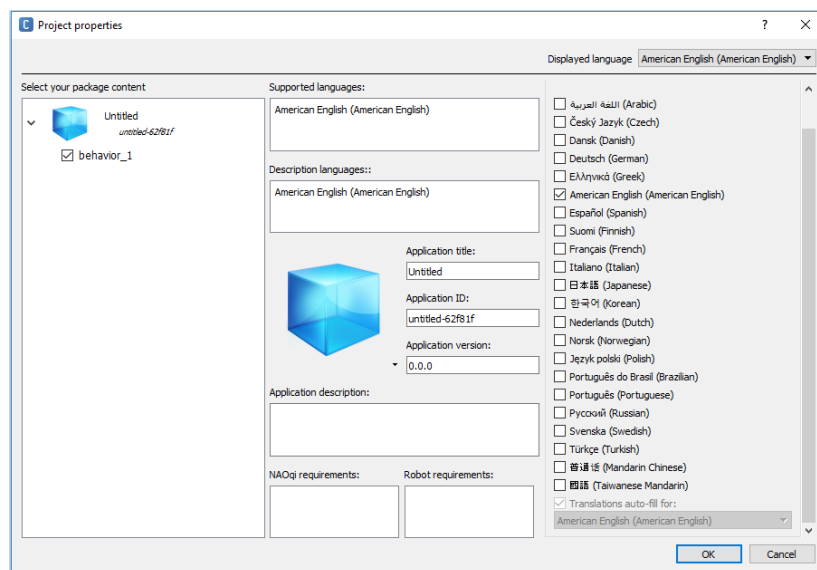 C Project properties
Displayed language American English (American English)
Select your package content
Untitled
untitled-62f81f
behavior_1
Supported languages:
American English (American English)
Description languages::
American English (American English)
Application title:
Untitled
Application ID:
untitled-62f81f
Application version:
0.0.0
Application description:
NAOqi requirements:
Robot requirements:
اللغة العربية (Arabic)
Český Jazyk (Czech)
Dansk (Danish)
Deutsch (German)
Ελληνικά (Greek)
American English (American English)
Español (Spanish)
Suomi (Finnish)
Français (French)
Italiano (Italian)
日本語 (Japanese)
한국어 (Korean)
Nederlands (Dutch)
Norsk (Norwegian)
Język polski (Polish)
Português do Brasil (Brazilian)
Português (Portuguese)
Русский (Russian)
Svenska (Swedish)
Türkçe (Turkish)
普通话 (Mandarin Chinese)
國語 (Taiwanese Mandarin)
Translations auto-fill for:
American English (American English)
OK
Cancel